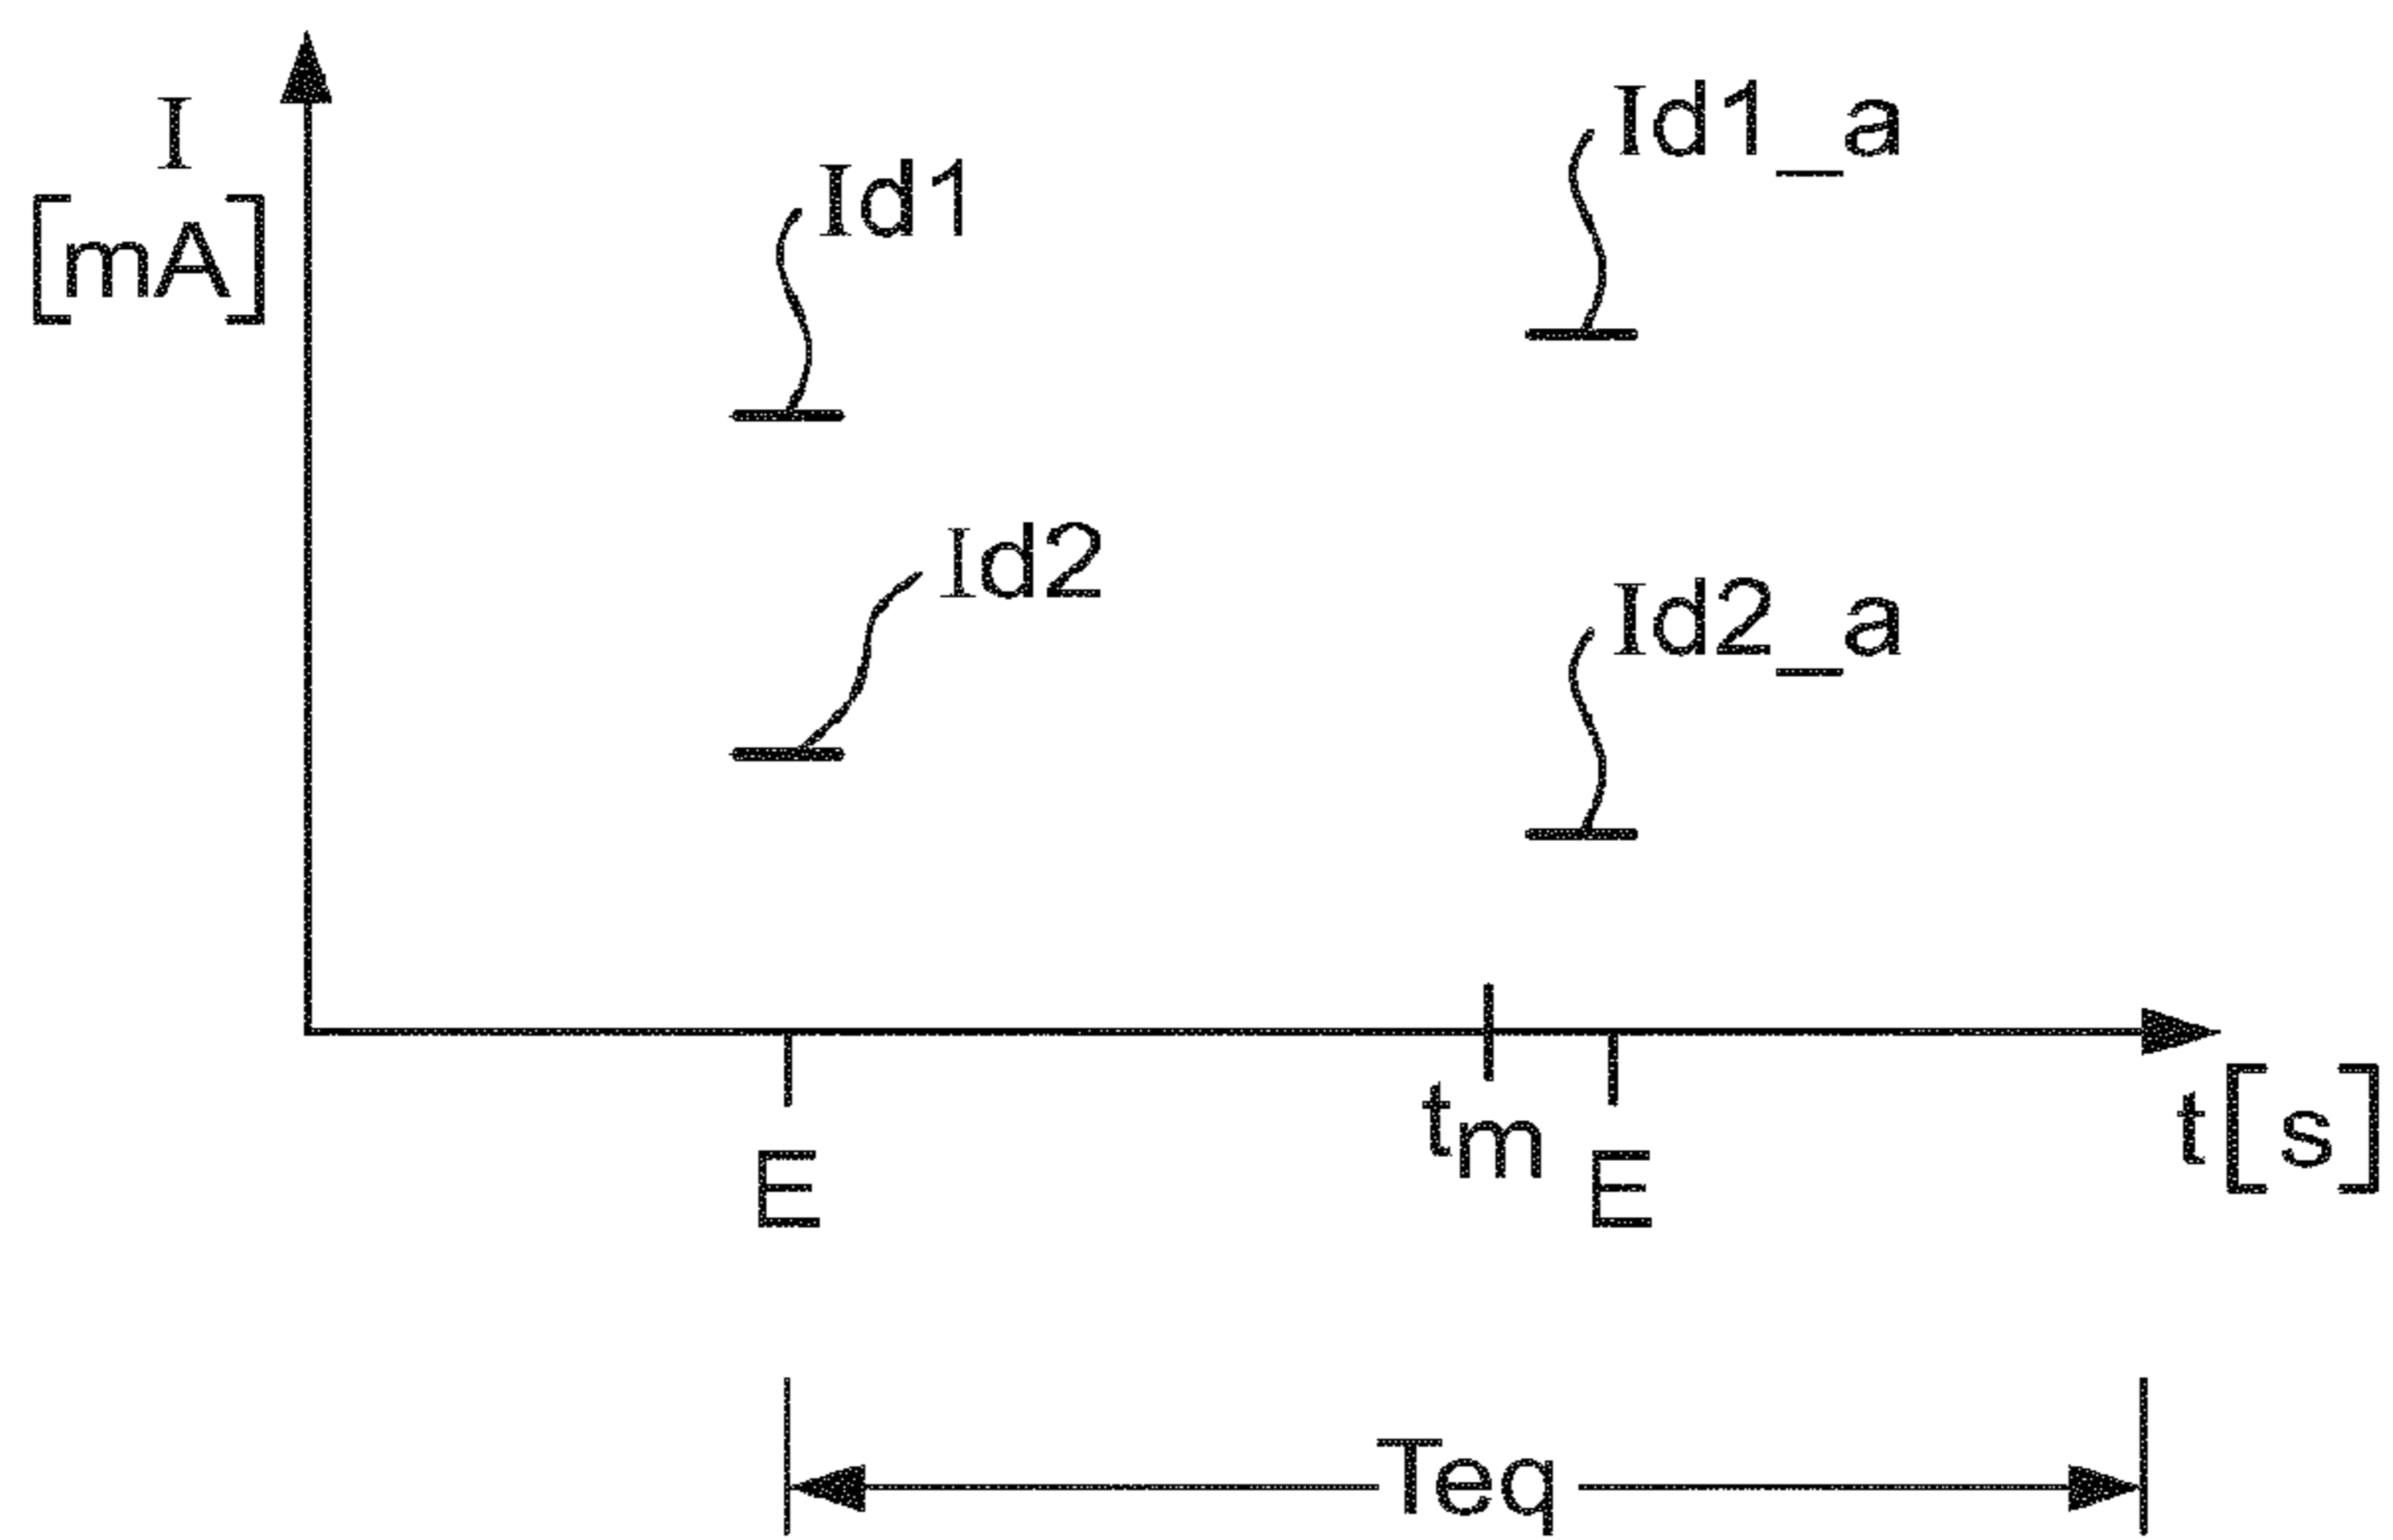 I
[mA]
Id1
Id1_a
Id2
Id2_a
tm
E
E
t[s]
Teq